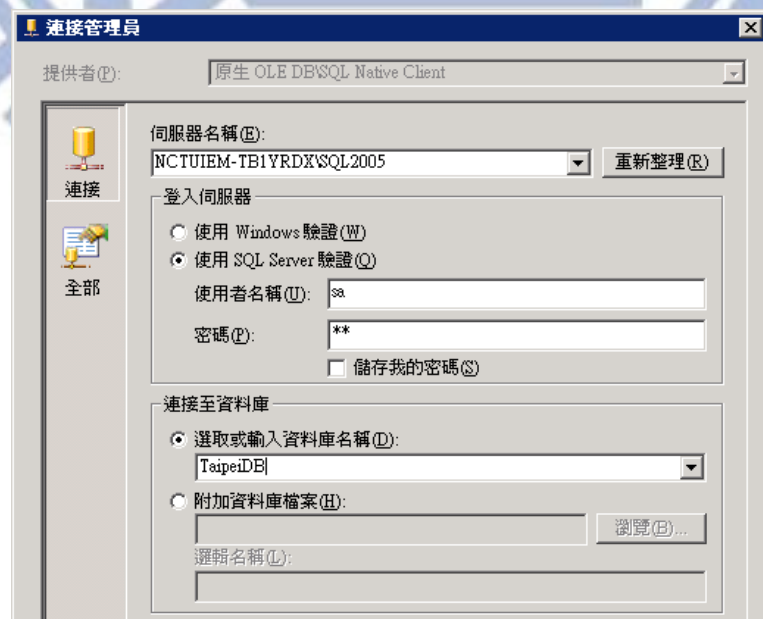 連接管理員
提供者(P):
原生 OLE DB\SQL Native Client
連接
全部
伺服器名稱(E):
NCTUIEM-TB1YRDX\SQL2005
重新整理(R)
登入伺服器
使用 Windows 驗證(W)
使用 SQL Server 驗證(Q)
使用者名稱(U):
sa
密碼(P):
**
儲存我的密碼(S)
連接至資料庫
選取或輸入資料庫名稱(D):
TaipeiDB
附加資料庫檔案(H):
瀏覽(B)...
邏輯名稱(L):